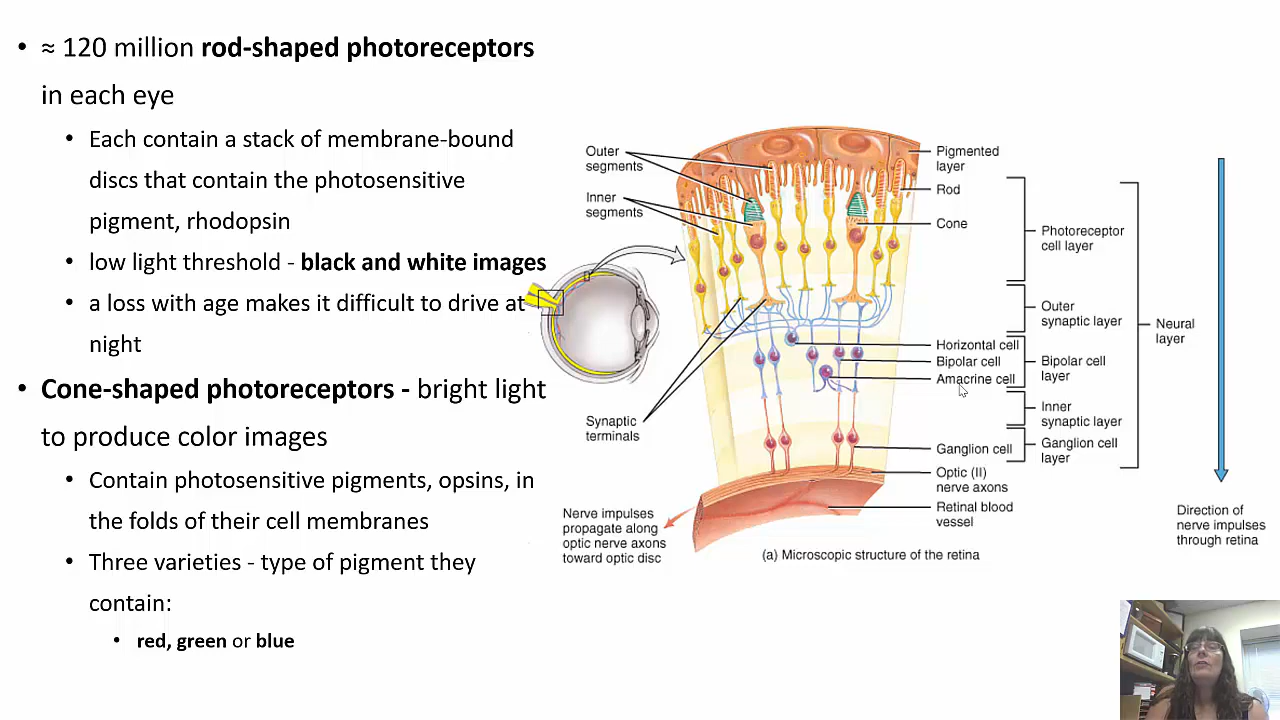 • ≈ 120 million rod-shaped photoreceptors
in each eye
• Each contain a stack of membrane-bound
discs that contain the photosensitive
pigment, rhodopsin
• low light threshold - black and white images
• a loss with age makes it difficult to drive at
night
• Cone-shaped photoreceptors - bright light
to produce color images
• Contain photosensitive pigments, opsins, in
the folds of their cell membranes
• Three varieties - type of pigment they
contain:
• red, green or blue
Outer
segments
Inner
segments
Synaptic
terminals
Nerve impulses
propagate along
optic nerve axons
toward optic disc
Pigmented
layer
Rod
Cone
Horizontal cell
Bipolar cell
Amacrine cell
Ganglion cell
Optic (II)
nerve axons
Retinal blood
vessel
Photoreceptor
cell layer
Outer
synaptic layer
Bipolar cell
layer
Inner
synaptic layer
Ganglion cell
layer
Neural
layer
Direction of
nerve impulses
through retina
(a) Microscopic structure of the retina